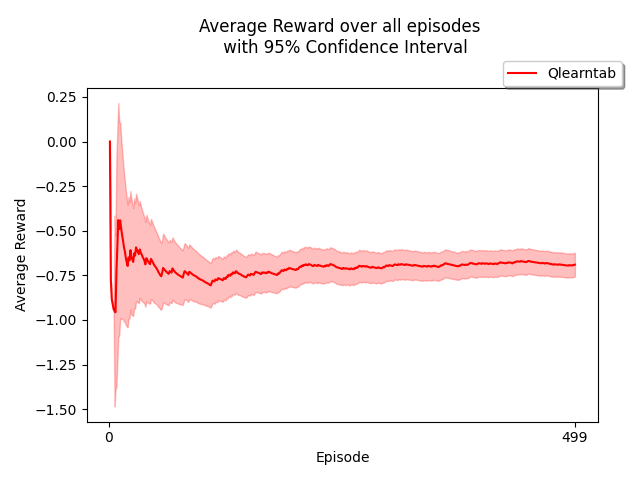 Average Reward over all episodes
with 95% Confidence Interval
Qlearntab
0.25
0.00
−0.25
−0.50
−0.75
−1.00
−1.25
−1.50
Average Reward
0
499
Episode